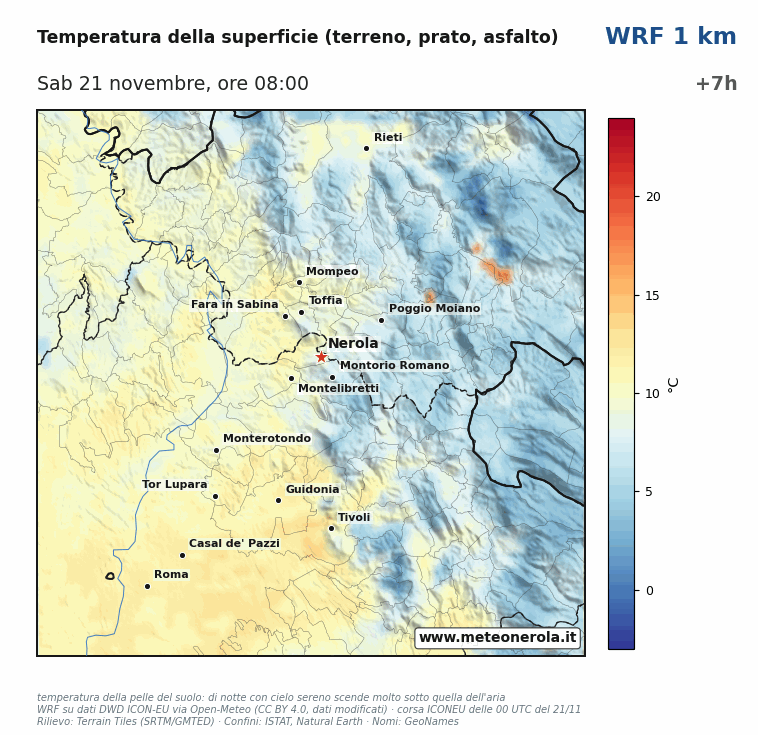 Temperatura della superficie (terreno, prato, asfalto)
WRF 1 km
Sab 21 novembre, ore 08:00
+7h
Rieti
Mompeo
Fara in Sabina
Toffia
Poggio Moiano
Nerola
Montorio Romano
Montelibretti
Monterotondo
Tor Lupara
Guidonia
Tivoli
Casal de' Pazzi
Roma
www.meteonerola.it
20
15
10
5
0
°C
temperatura della pelle del suolo: di notte con cielo sereno scende molto sotto quella dell'aria
WRF su dati DWD ICON-EU via Open-Meteo (CC BY 4.0, dati modificati) · corsa ICONEU delle 00 UTC del 21/11
Rilievo: Terrain Tiles (SRTM/GMTED) · Confini: ISTAT, Natural Earth · Nomi: GeoNames